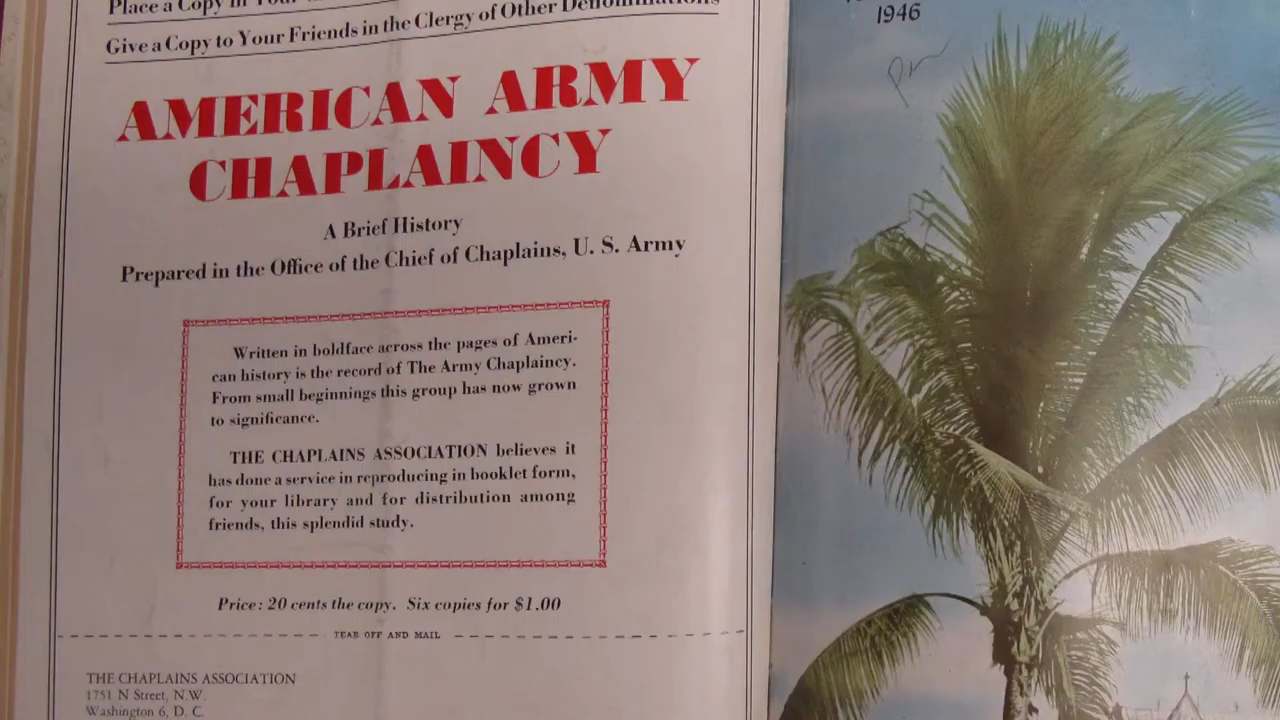 Place a Copy in Your
Give a Copy to Your Friends in the Clergy of Other Denominations
AMERICAN ARMY
CHAPLAINCY
A Brief History
Prepared in the Office of the Chief of Chaplains, U. S. Army
Written in boldface across the pages of Ameri-
can history is the record of The Army Chaplaincy.
From small beginnings this group has now grown
to significance.
THE CHAPLAINS ASSOCIATION believes it
has done a service in reproducing in booklet form,
for your library and for distribution among
friends, this splendid study.
Price: 20 cents the copy. Six copies for $1.00
TEAR OFF AND MAIL
THE CHAPLAINS ASSOCIATION
1751 N Street, N.W.
Washington 6, D. C.
1946